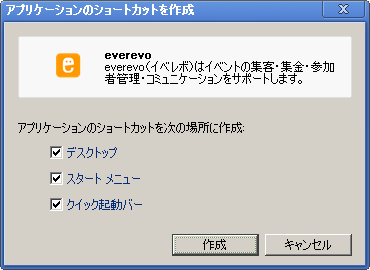 アプリケーションのショートカットを作成
everevo
everevo(イベレボ)はイベントの集客・集金・参加
者管理・コミュニケーションをサポートします。
アプリケーションのショートカットを次の場所に作成:
デスクトップ
スタート メニュー
クイック起動バー
作成
キャンセル